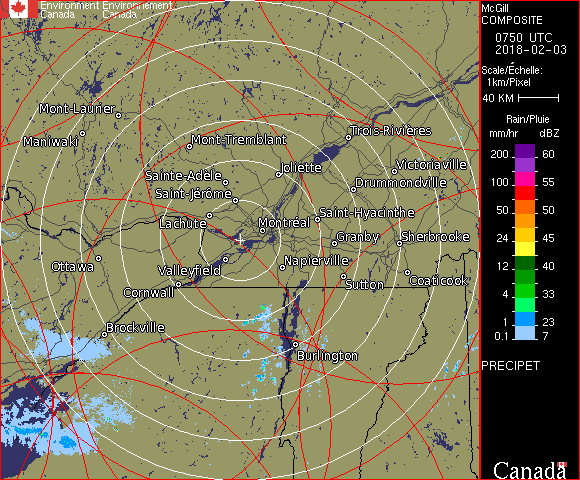 Environment Environnement
Canada Canada
McGill
COMPOSITE
0750 UTC
2018-02-03
Scale/Échelle:
1km/Pixel
40 KM
Rain/Pluie
mm/hr dBZ
200 60
150 57
100 55
50 50
24 45
12 40
4 33
1 23
0.1 7
PRECIPET
Canada
Mont-Laurier
Maniwaki
Mont-Tremblant
Trois-Rivières
Joliette
Victoriaville
Sainte-Adèle
Drummondville
Saint-Jérôme
Saint-Hyacinthe
Lachute
Montréal
Granby
Sherbrooke
Ottawa
Valleyfield
Napierville
Sutton
Coaticook
Cornwall
Brockville
Burlington